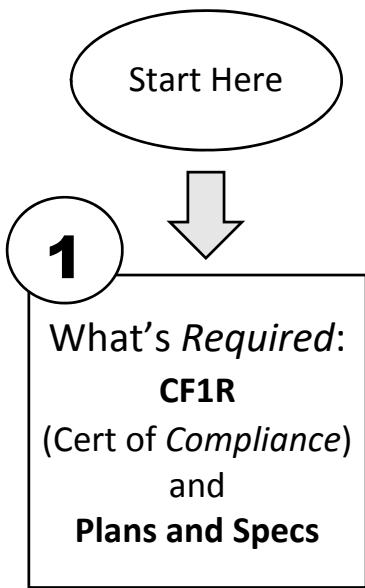 Start Here
1
What’s Required:
CF1R
(Cert of Compliance)
and
Plans and Specs